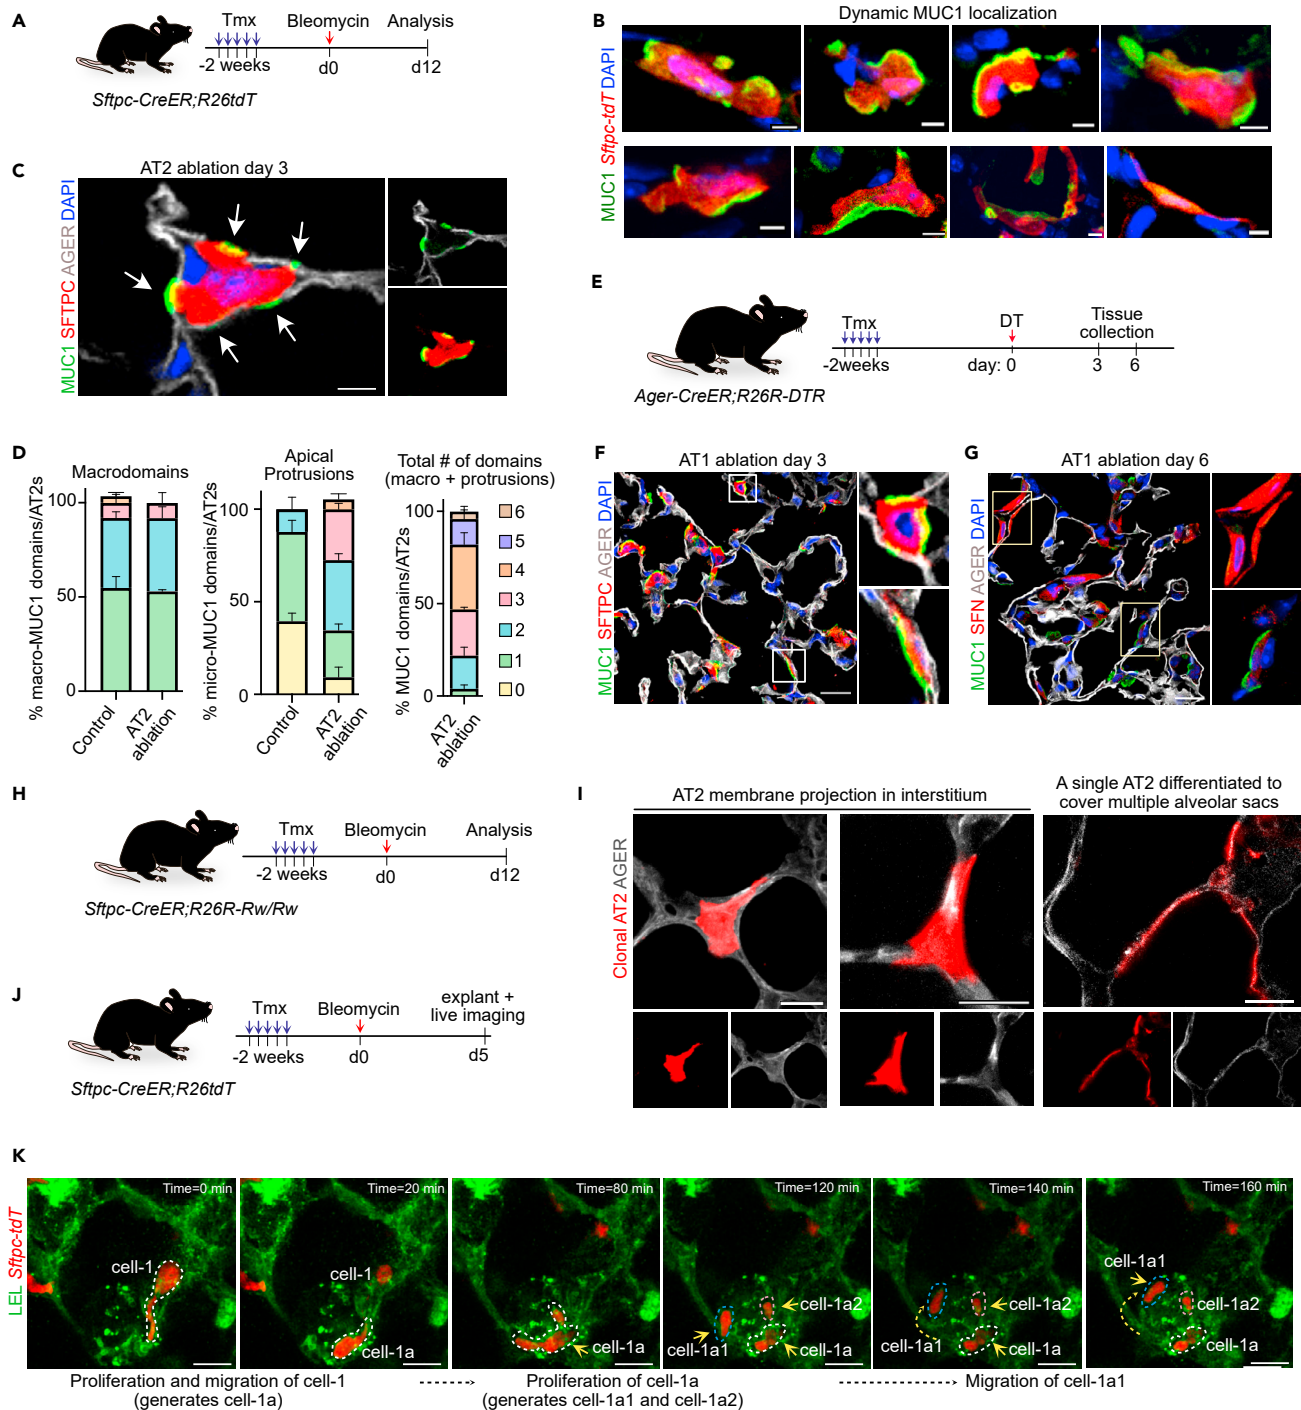 A
Tmx
Bleomycin
Analysis
-2 weeks
d0
d12
Sftpc-CreER;R26tdT
B
Dynamic MUC1 localization
MUC1 Sftpc-tdT DAPI
C
AT2 ablation day 3
MUC1 SFTPC AGER DAPI
E
Tmx
DT
Tissue
collection
-2weeks
day: 0
3
6
Ager-CreER;R26R-DTR
D
Macrodomains
% macro-MUC1 domains/AT2s
100
50
0
Control
AT2
ablation
Apical
Protrusions
% micro-MUC1 domains/AT2s
100
50
0
Control
AT2
ablation
Total # of domains
(macro + protrusions)
% MUC1 domains/AT2s
100
50
0
AT2
ablation
6
5
4
3
2
1
0
F
AT1 ablation day 3
MUC1 SFTPC AGER DAPI
G
AT1 ablation day 6
MUC1 SFN AGER DAPI
H
Tmx
Bleomycin
Analysis
-2 weeks
d0
d12
Sftpc-CreER;R26R-Rw/Rw
I
AT2 membrane projection in interstitium
A single AT2 differentiated to
cover multiple alveolar sacs
Clonal AT2 AGER
J
Tmx
Bleomycin
explant +
live imaging
-2 weeks
d0
d5
Sftpc-CreER;R26tdT
K
LEL Sftpc-tdT
Time=0 min
cell-1
Time=20 min
cell-1
cell-1a
Time=80 min
cell-1a
Time=120 min
cell-1a2
cell-1a1
cell-1a
Time=140 min
cell-1a2
cell-1a1
cell-1a
Time=160 min
cell-1a1
cell-1a2
cell-1a
Proliferation and migration of cell-1
(generates cell-1a)
Proliferation of cell-1a
(generates cell-1a1 and cell-1a2)
Migration of cell-1a1